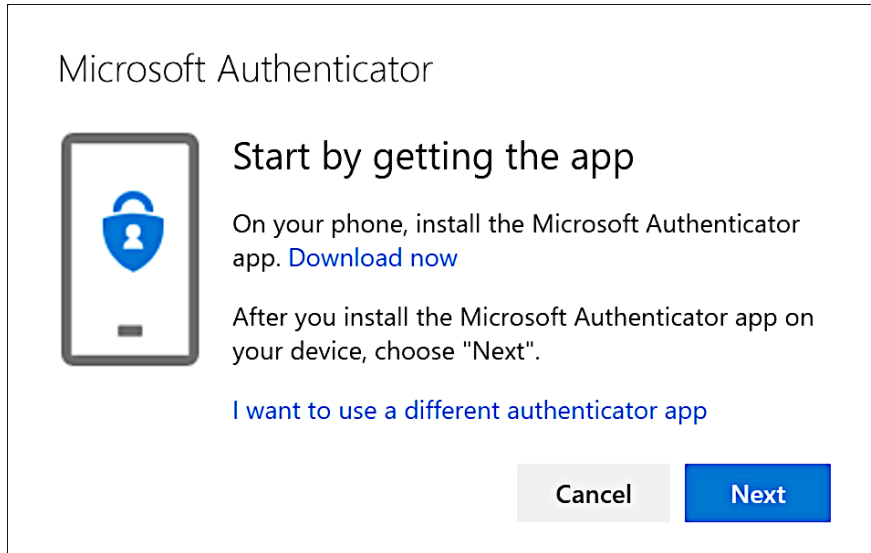 Microsoft Authenticator
Start by getting the app
On your phone, install the Microsoft Authenticator
app. Download now
After you install the Microsoft Authenticator app on
your device, choose "Next".
I want to use a different authenticator app
Cancel
Next